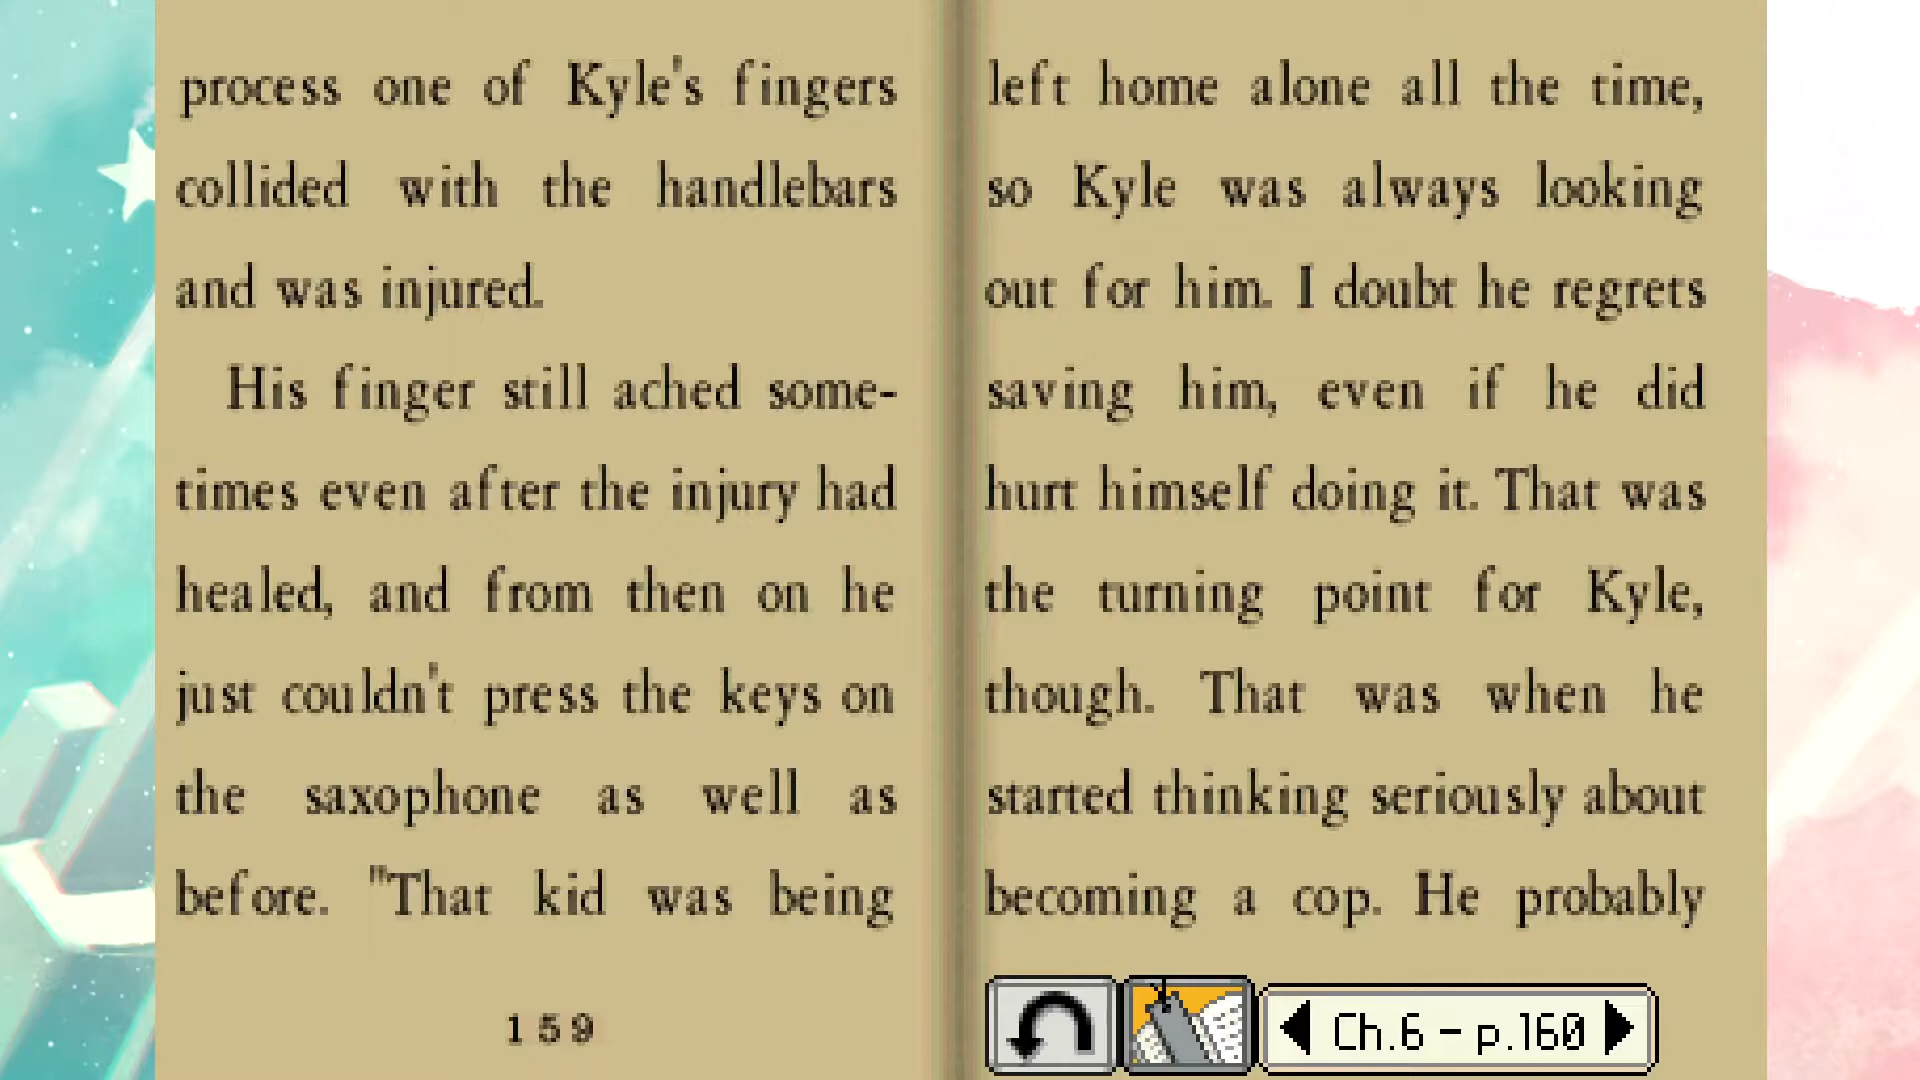 process one of Kyle's fingers
collided with the handlebars
and was injured.
His finger still ached some-
times even after the injury had
healed, and from then on he
just couldn't press the keys on
the saxophone as well as
before. "That kid was being
159
left home alone all the time,
so Kyle was always looking
out for him. I doubt he regrets
saving him, even if he did
hurt himself doing it. That was
the turning point for Kyle,
though. That was when he
started thinking seriously about
becoming a cop. He probably
Ch.6 - p.160